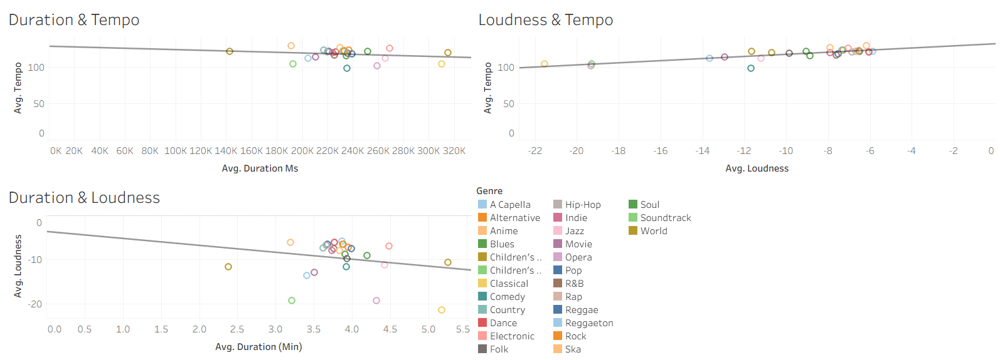 Duration & Tempo
Avg. Tempo
100
50
0
0K 20K 40K 60K 80K 100K 120K 140K 160K 180K 200K 220K 240K 260K 280K 300K 320K
Avg. Duration Ms
Loudness & Tempo
Avg. Tempo
100
50
0
-22 -20 -18 -16 -14 -12 -10 -8 -6 -4 -2 0
Avg. Loudness
Duration & Loudness
Avg. Loudness
0
-10
-20
0.0 0.5 1.0 1.5 2.0 2.5 3.0 3.5 4.0 4.5 5.0 5.5
Avg. Duration (Min)
Genre
A Capella
Alternative
Anime
Blues
Children's ..
Children's ..
Classical
Comedy
Country
Dance
Electronic
Folk
Hip-Hop
Indie
Jazz
Movie
Opera
Pop
R&B
Rap
Reggae
Reggaeton
Rock
Ska
Soul
Soundtrack
World